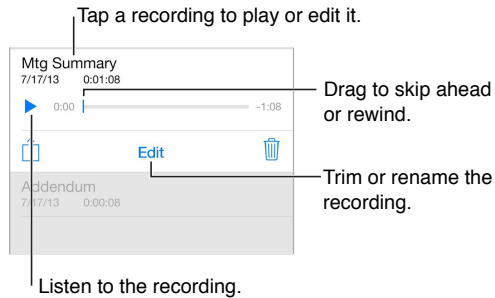 Tap a recording to play or edit it.
Mtg Summary
7/17/13 0:01:08
0:00 -1:08
Drag to skip ahead
or rewind.
Edit
Trim or rename the
recording.
Addendum
7/17/13 0:00:08
Listen to the recording.